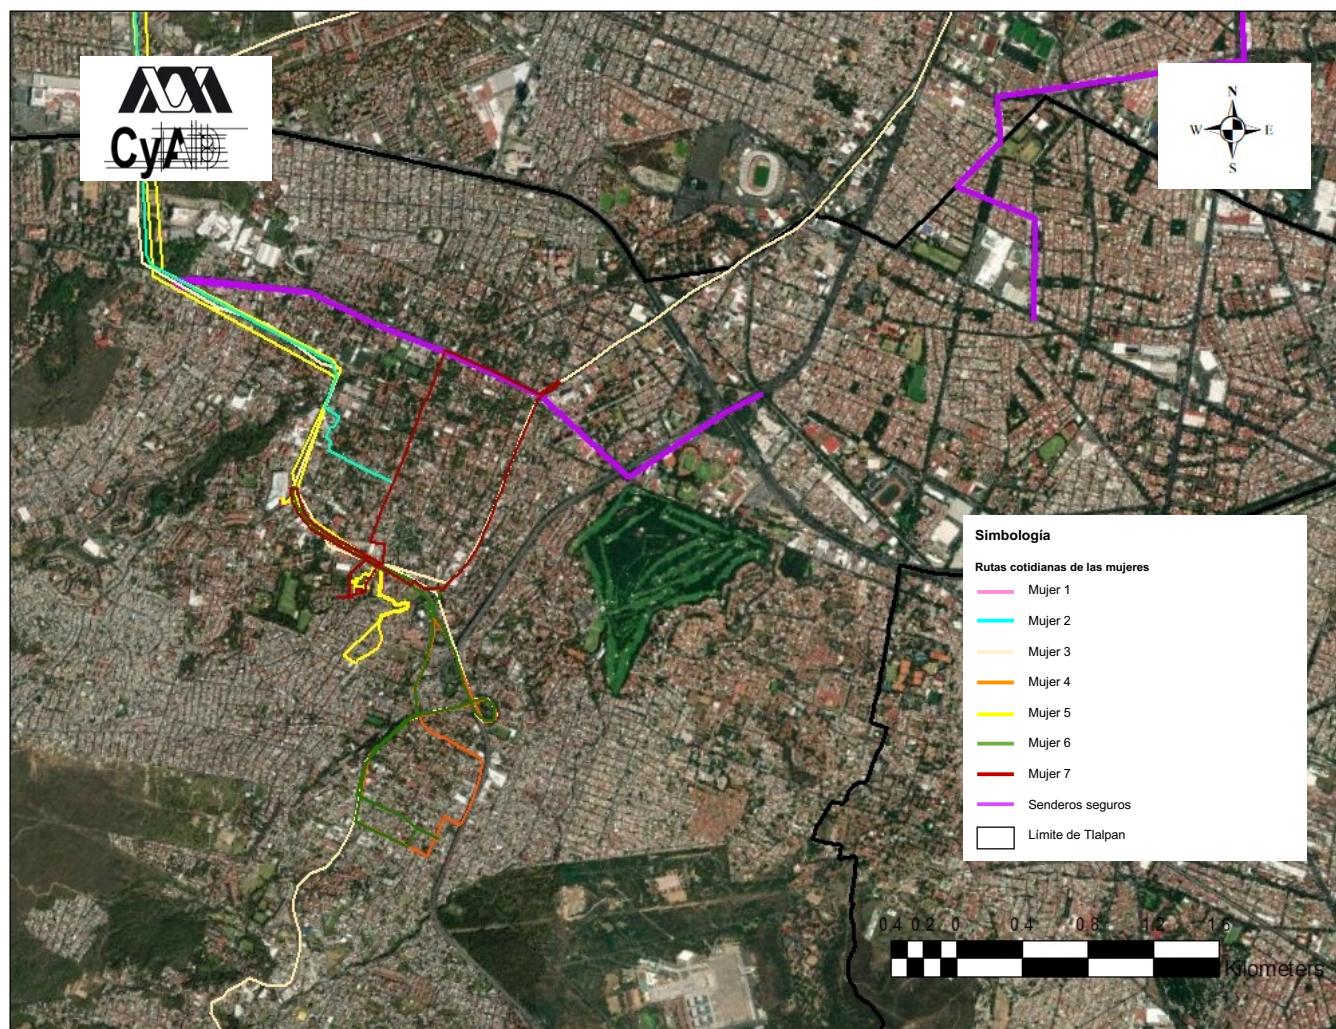 CyAD
N
W E
S
Simbología
Rutas cotidianas de las mujeres
Mujer 1
Mujer 2
Mujer 3
Mujer 4
Mujer 5
Mujer 6
Mujer 7
Senderos seguros
Límite de Tlalpan
0.4 0.2 0 0.4 0.8 1.2 1.6
Kilometers